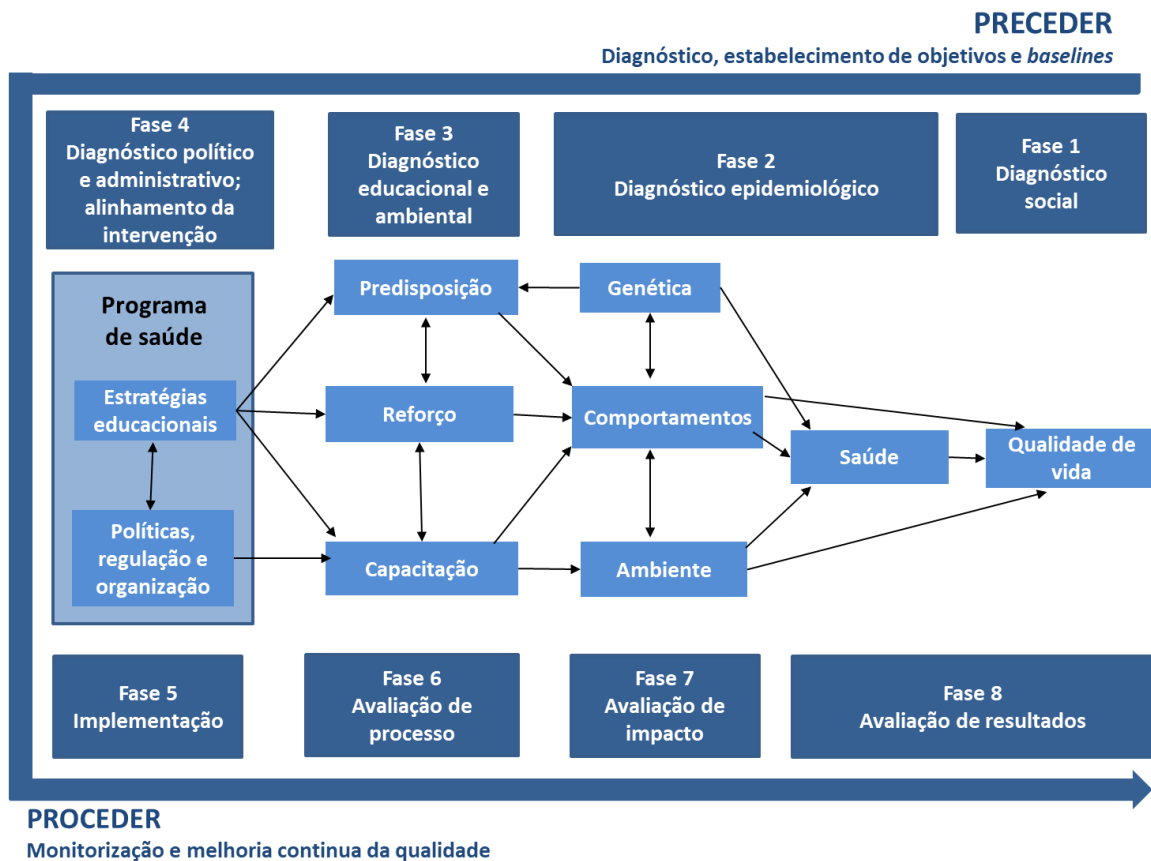 PRECEDER
Diagnóstico, estabelecimento de objetivos e baselines
Fase 4
Diagnóstico político
e administrativo;
alinhamento da
intervenção
Fase 3
Diagnóstico
educacional e
ambiental
Fase 2
Diagnóstico epidemiológico
Fase 1
Diagnóstico
social
Programa
de saúde
Estratégias
educacionais
Políticas,
regulação e
organização
Predisposição
Reforço
Capacitação
Genética
Comportamentos
Ambiente
Saúde
Qualidade de
vida
Fase 5
Implementação
Fase 6
Avaliação de
processo
Fase 7
Avaliação de
impacto
Fase 8
Avaliação de resultados
PROCEDER
Monitorização e melhoria continua da qualidade